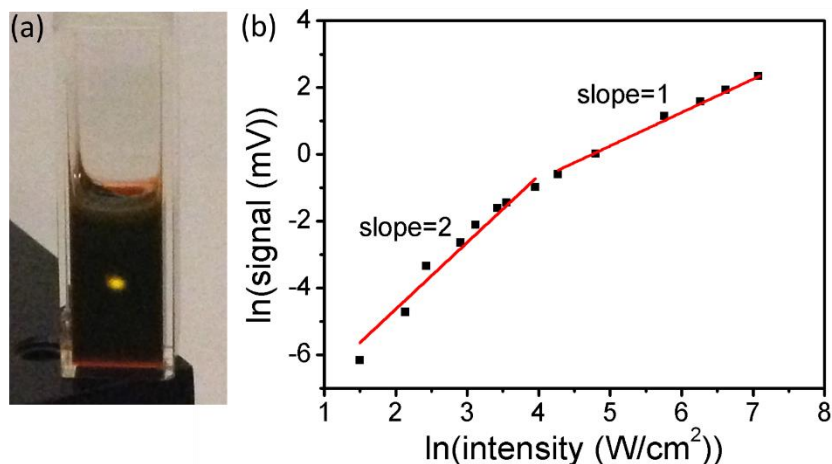 (a)
(b)
4
2
0
-2
-4
-6
ln(signal (mV))
slope=1
slope=2
1 2 3 4 5 6 7 8
ln(intensity (W/cm²))